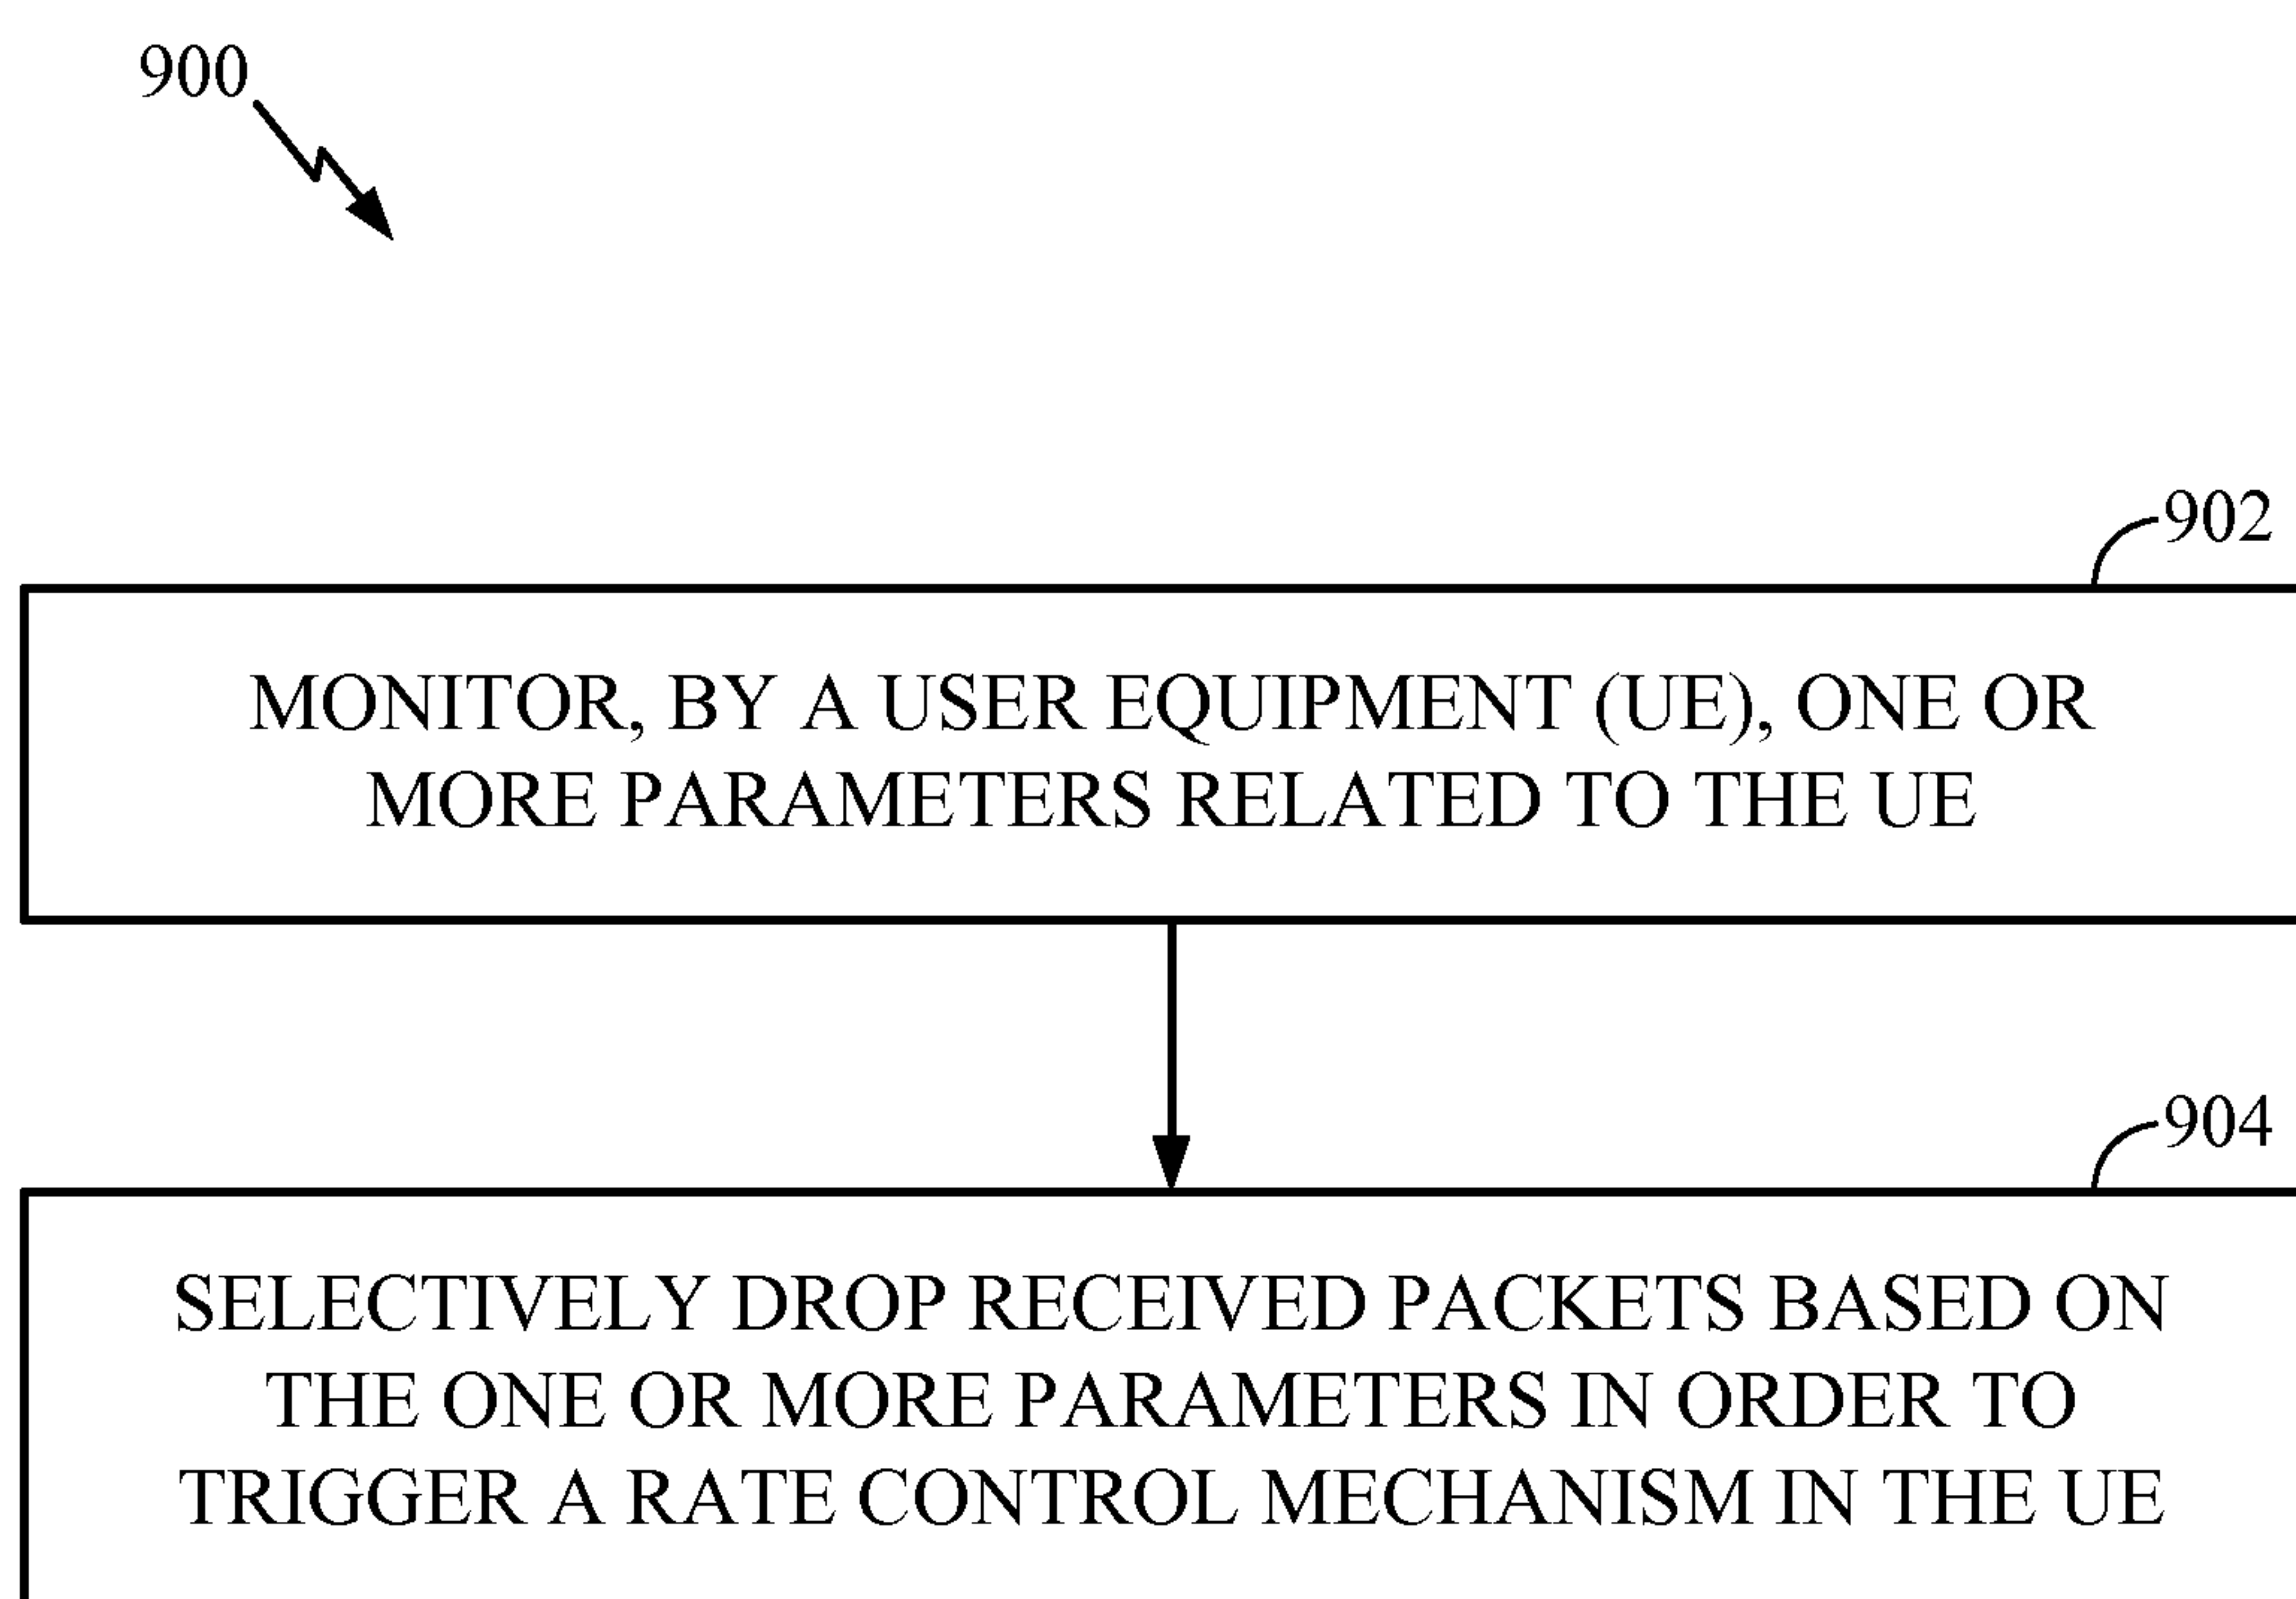 900
902
MONITOR, BY A USER EQUIPMENT (UE), ONE OR
MORE PARAMETERS RELATED TO THE UE
904
SELECTIVELY DROP RECEIVED PACKETS BASED ON
THE ONE OR MORE PARAMETERS IN ORDER TO
TRIGGER A RATE CONTROL MECHANISM IN THE UE